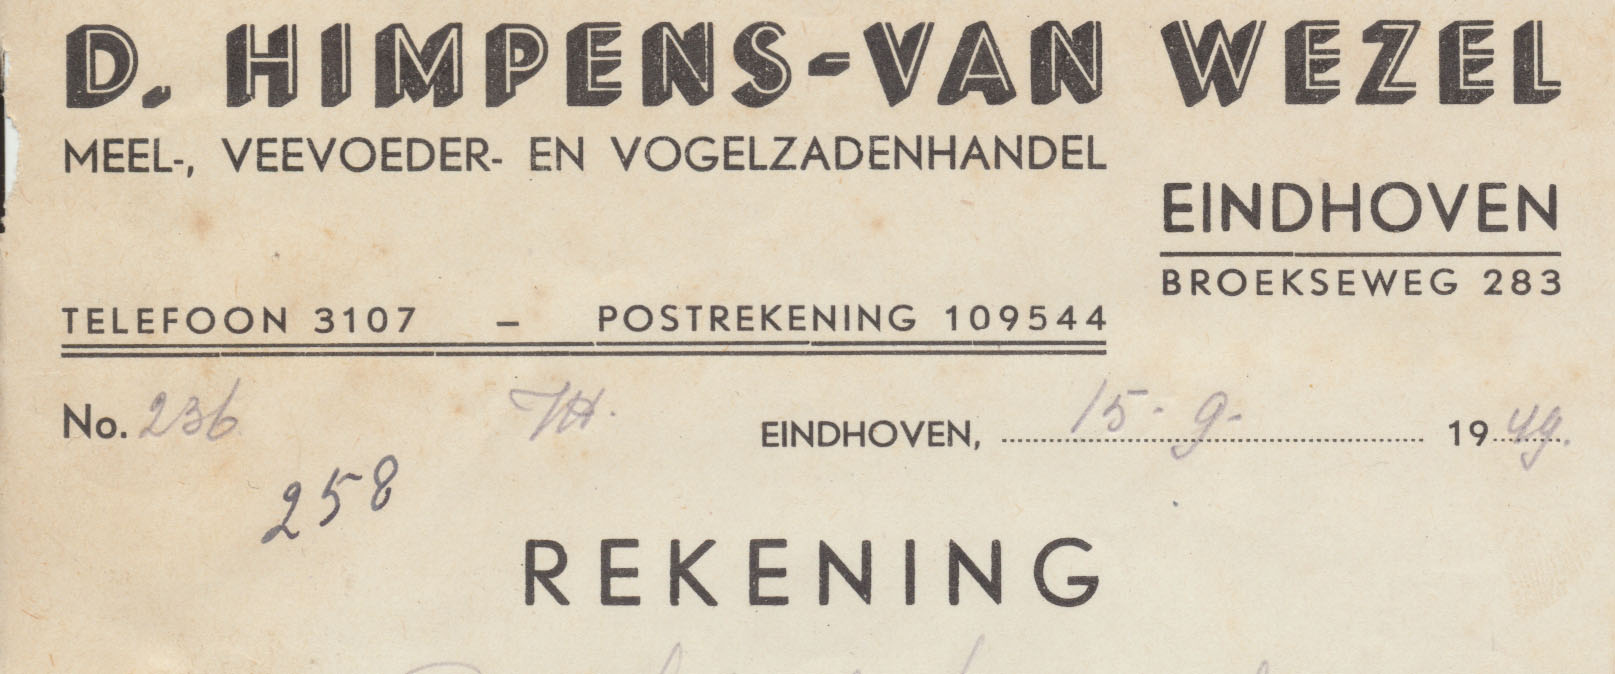 D. HIMPENS-VAN WEZEL
MEEL-, VEEVOEDER- EN VOGELZADENHANDEL
EINDHOVEN
BROEKSEWEG 283
TELEFOON 3107 – POSTREKENING 109544
No. 236 EINDHOVEN, 15-9- 1949.
258
REKENING